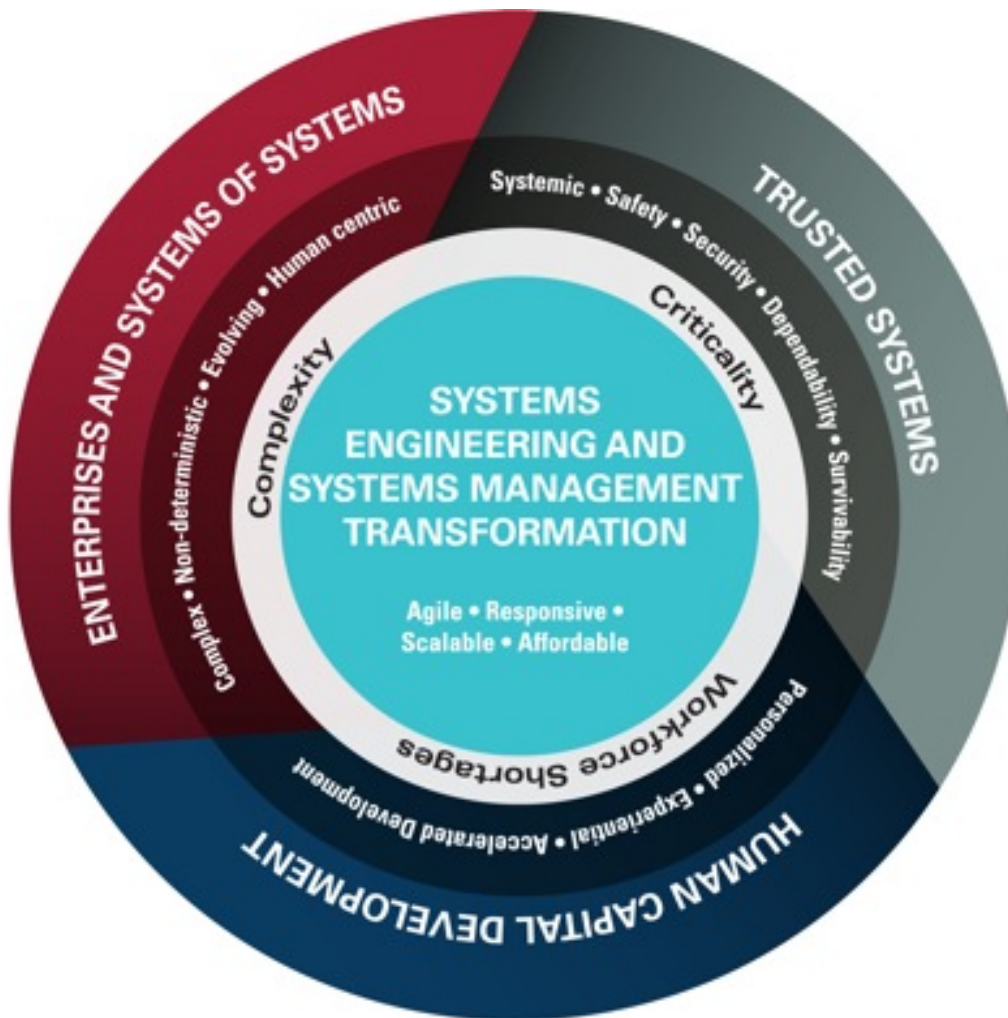 ENTERPRISES AND SYSTEMS OF SYSTEMS
Complex • Non-deterministic • Evolving • Human centric
Complexity
TRUSTED SYSTEMS
Systemic • Safety • Security • Dependability • Survivability
Criticality
SYSTEMS
ENGINEERING AND
SYSTEMS MANAGEMENT
TRANSFORMATION
Agile • Responsive •
Scalable • Affordable
Workforce Shortages
Personalized • Experiential • Accelerated Development
HUMAN CAPITAL DEVELOPMENT